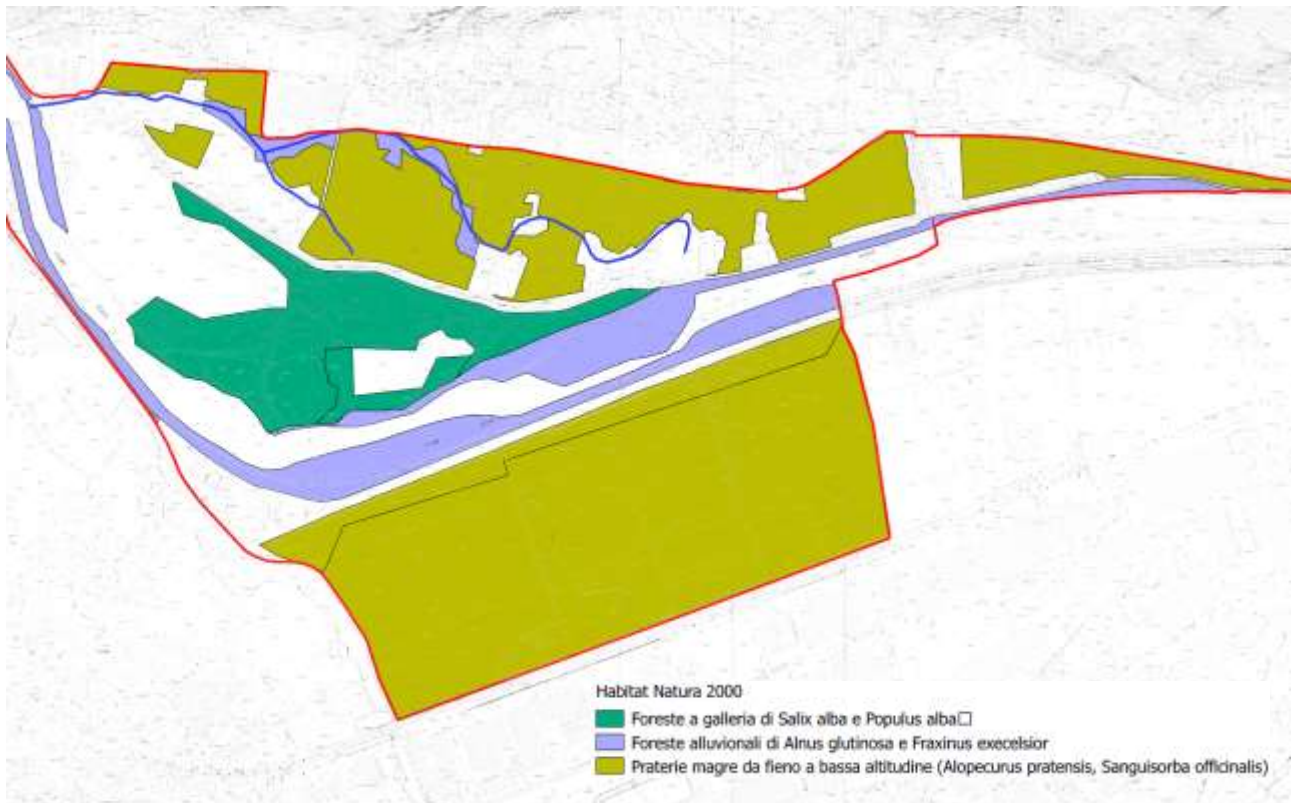 Habitat Natura 2000
Foreste a galleria di Salix alba e Populus alba□
Foreste alluvionali di Alnus glutinosa e Fraxinus execelsior
Praterie magre da fieno a bassa altitudine (Alopecurus pratensis, Sanguisorba officinalis)